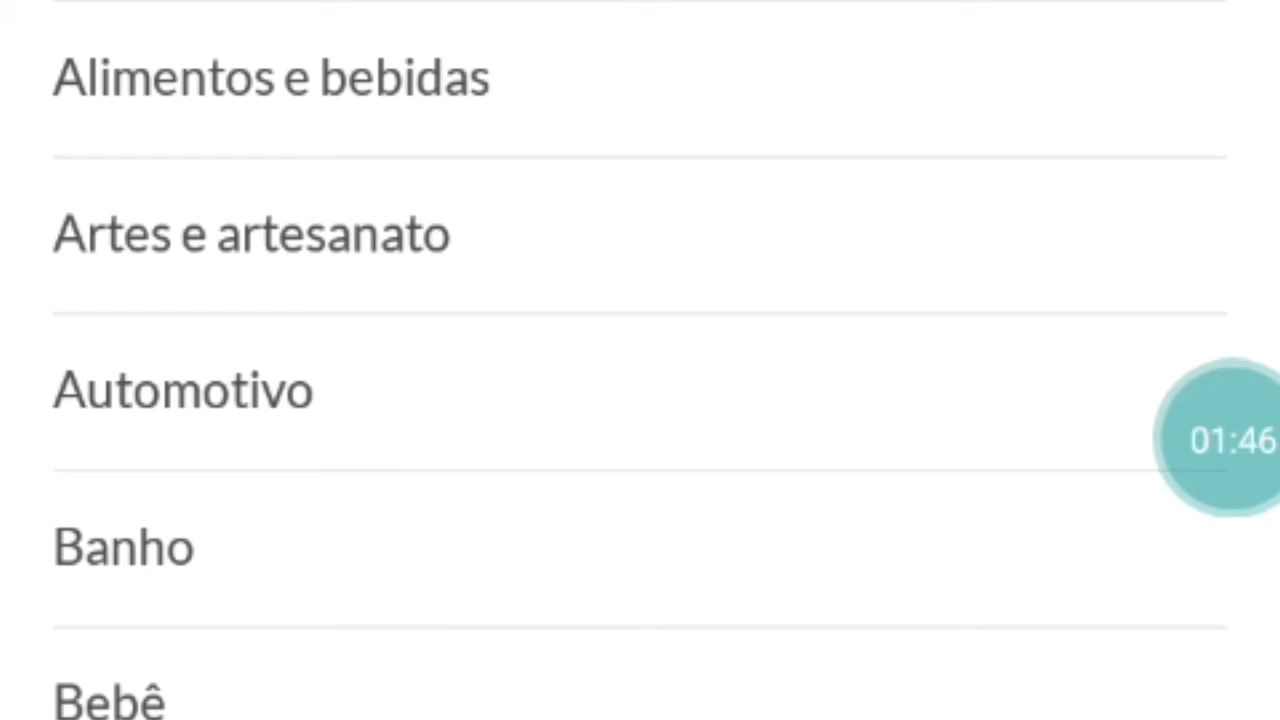 Alimentos e bebidas
Artes e artesanato
Automotivo
01:46
Banho
Bebê